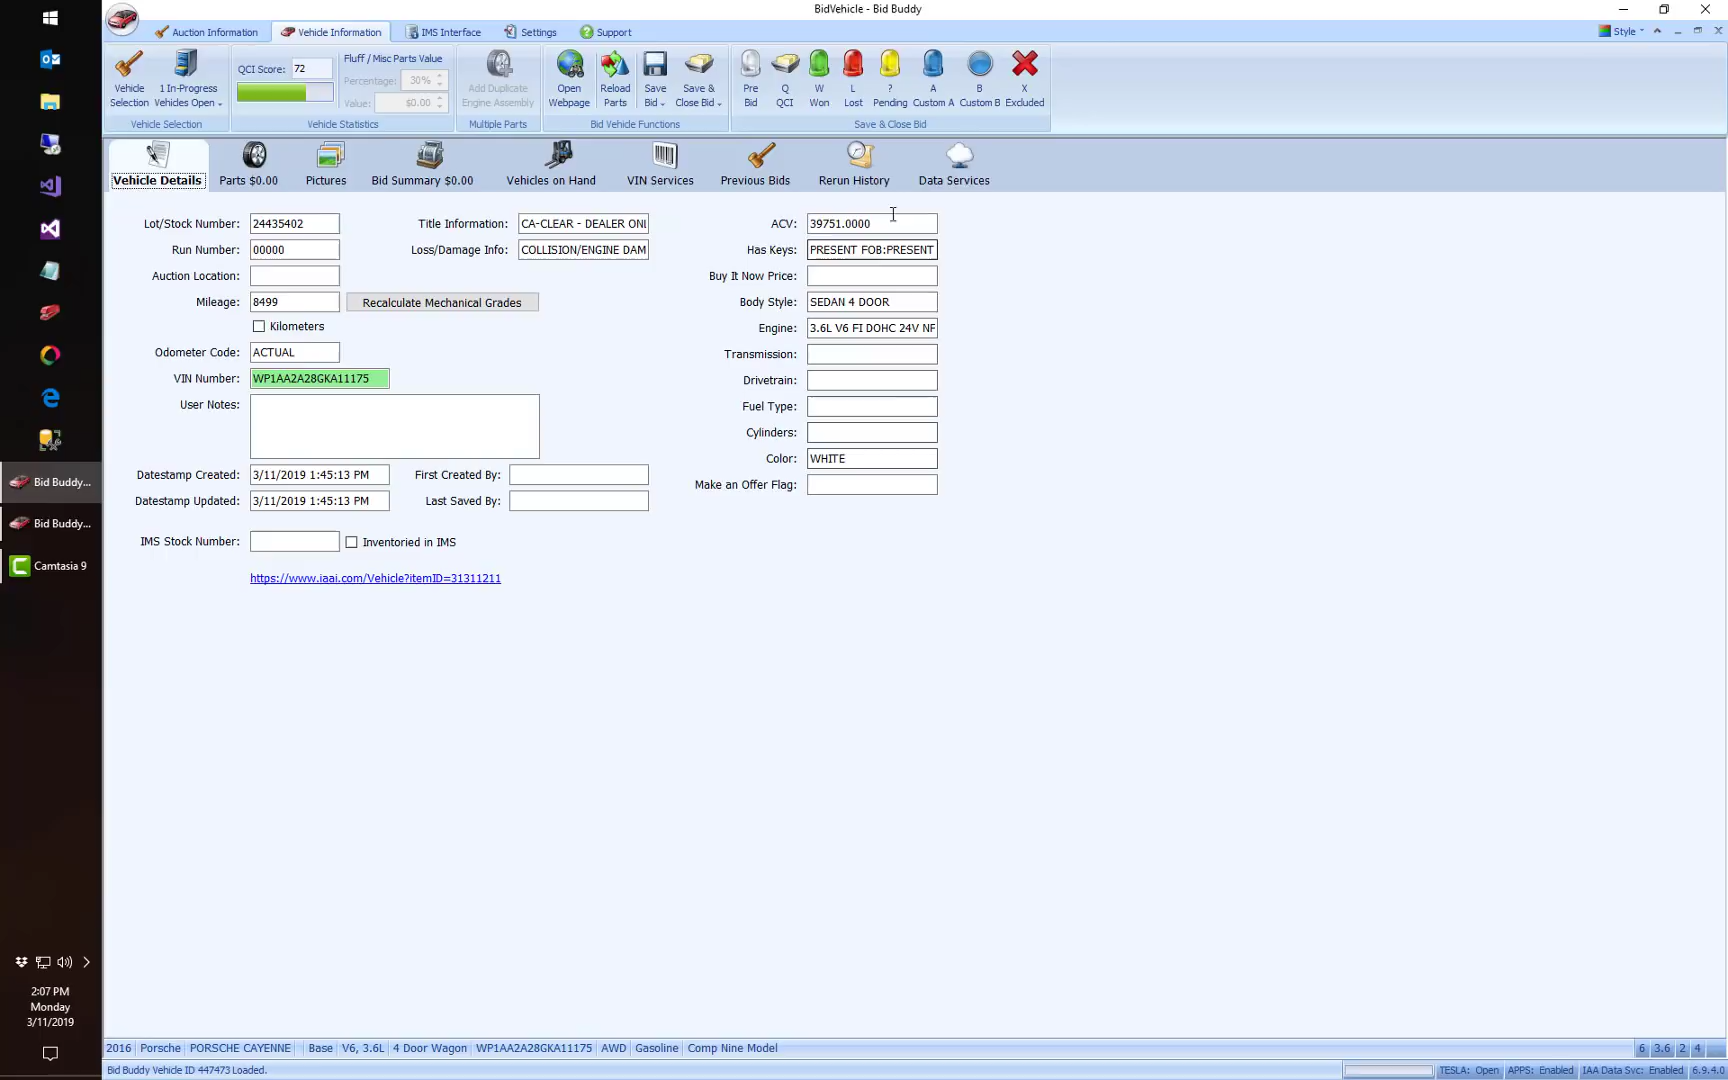 BidVehicle - Bid Buddy
Auction Information
Vehicle Information
IMS Interface
Settings
Support
Style
Vehicle Selection
1 In-Progress Vehicles Open
Vehicle Selection
QCI Score: 72
Fluff / Misc Parts Value
Percentage: 30%
Value: $0.00
Vehicle Statistics
Add Duplicate Engine Assembly
Multiple Parts
Open Webpage
Reload Parts
Save Bid
Save & Close Bid
Bid Vehicle Functions
Pre Bid
Q QCI
W Won
L Lost
? Pending
A Custom A
B Custom B
X Excluded
Save & Close Bid
Vehicle Details
Parts $0.00
Pictures
Bid Summary $0.00
Vehicles on Hand
VIN Services
Previous Bids
Rerun History
Data Services
Lot/Stock Number: 24435402
Run Number: 00000
Auction Location:
Mileage: 8499
Recalculate Mechanical Grades
Kilometers
Odometer Code: ACTUAL
VIN Number: WP1AA2A28GKA11175
User Notes:
Datestamp Created: 3/11/2019 1:45:13 PM
First Created By:
Datestamp Updated: 3/11/2019 1:45:13 PM
Last Saved By:
IMS Stock Number:
Inventoried in IMS
https://www.iaai.com/Vehicle?itemID=31311211
Title Information: CA-CLEAR - DEALER ONL
Loss/Damage Info: COLLISION/ENGINE DAM
ACV: 39751.0000
Has Keys: PRESENT FOB:PRESENT
Buy It Now Price:
Body Style: SEDAN 4 DOOR
Engine: 3.6L V6 FI DOHC 24V NF
Transmission:
Drivetrain:
Fuel Type:
Cylinders:
Color: WHITE
Make an Offer Flag:
Bid Buddy...
Bid Buddy...
Camtasia 9
2:07 PM
Monday
3/11/2019
2016 Porsche PORSCHE CAYENNE Base V6, 3.6L 4 Door Wagon WP1AA2A28GKA11175 AWD Gasoline Comp Nine Model 6 3.6 2 4
Bid Buddy Vehicle ID 447473 Loaded.
TESLA: Open APPS: Enabled IAA Data Svc: Enabled 6.9.4.0